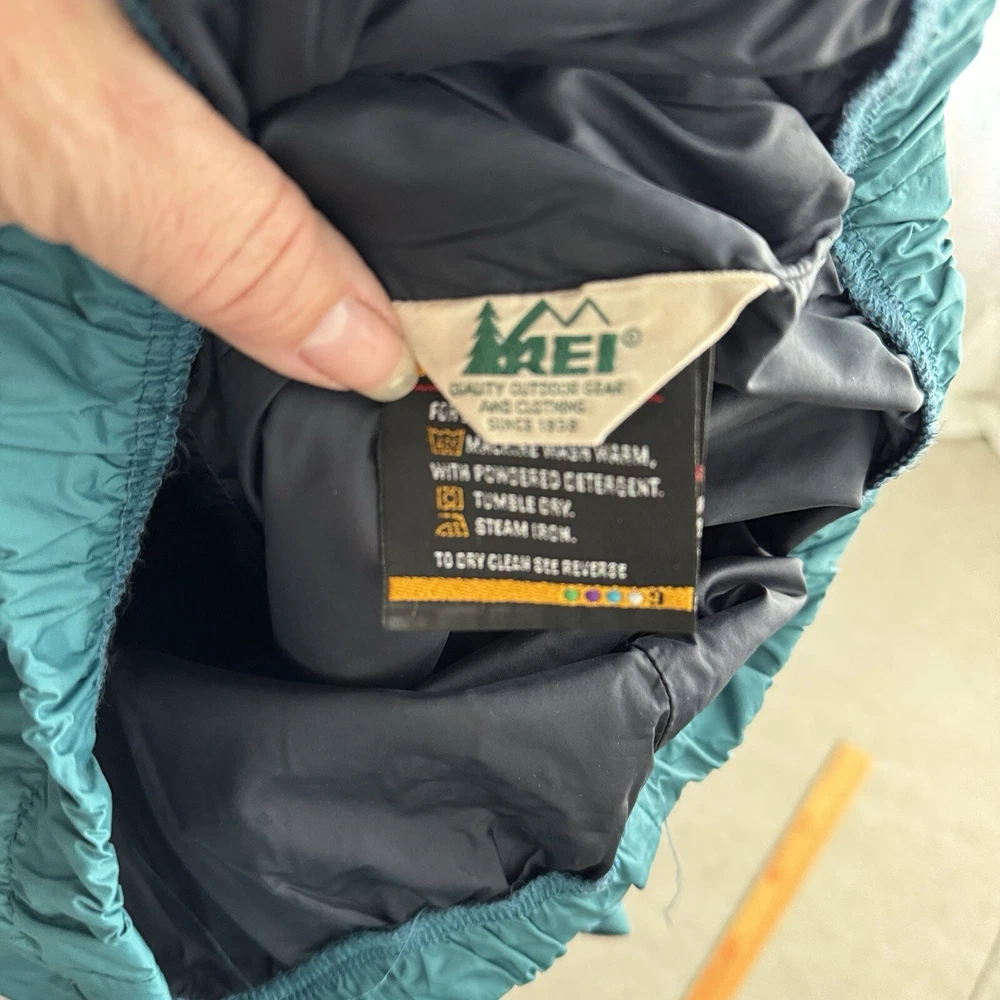 REI®
QUALITY OUTDOOR GEAR
AND CLOTHING
SINCE 1938
FOR
MACHINE WASH WARM,
WITH POWDERED DETERGENT.
TUMBLE DRY.
STEAM IRON.
TO DRY CLEAN SEE REVERSE